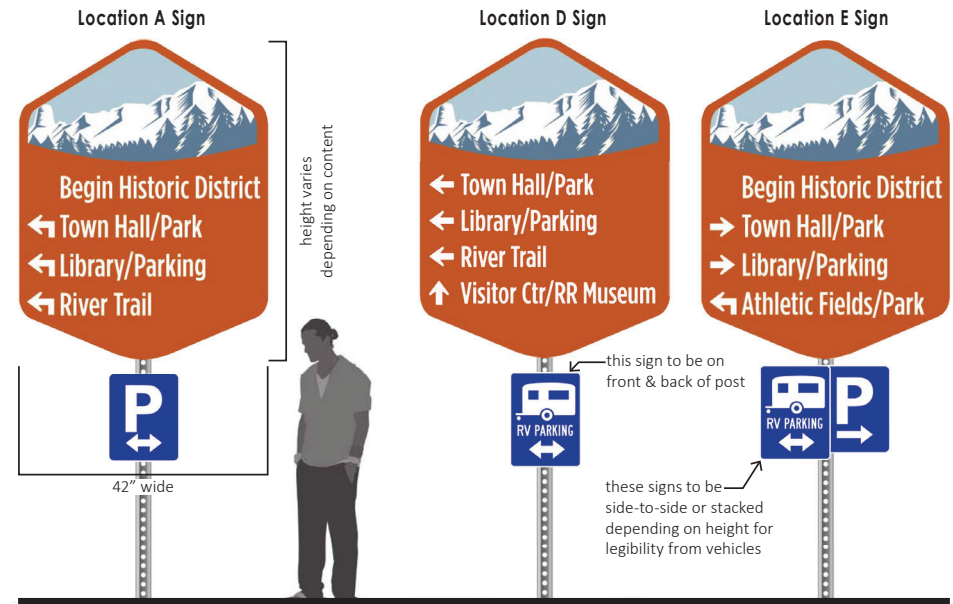 Location A Sign
Begin Historic District
Town Hall/Park
Library/Parking
River Trail
P
42” wide
height varies
depending on content
Location D Sign
Town Hall/Park
Library/Parking
River Trail
Visitor Ctr/RR Museum
RV PARKING
this sign to be on
front & back of post
Location E Sign
Begin Historic District
Town Hall/Park
Library/Parking
Athletic Fields/Park
RV PARKING
P
these signs to be
side-to-side or stacked
depending on height for
legibility from vehicles